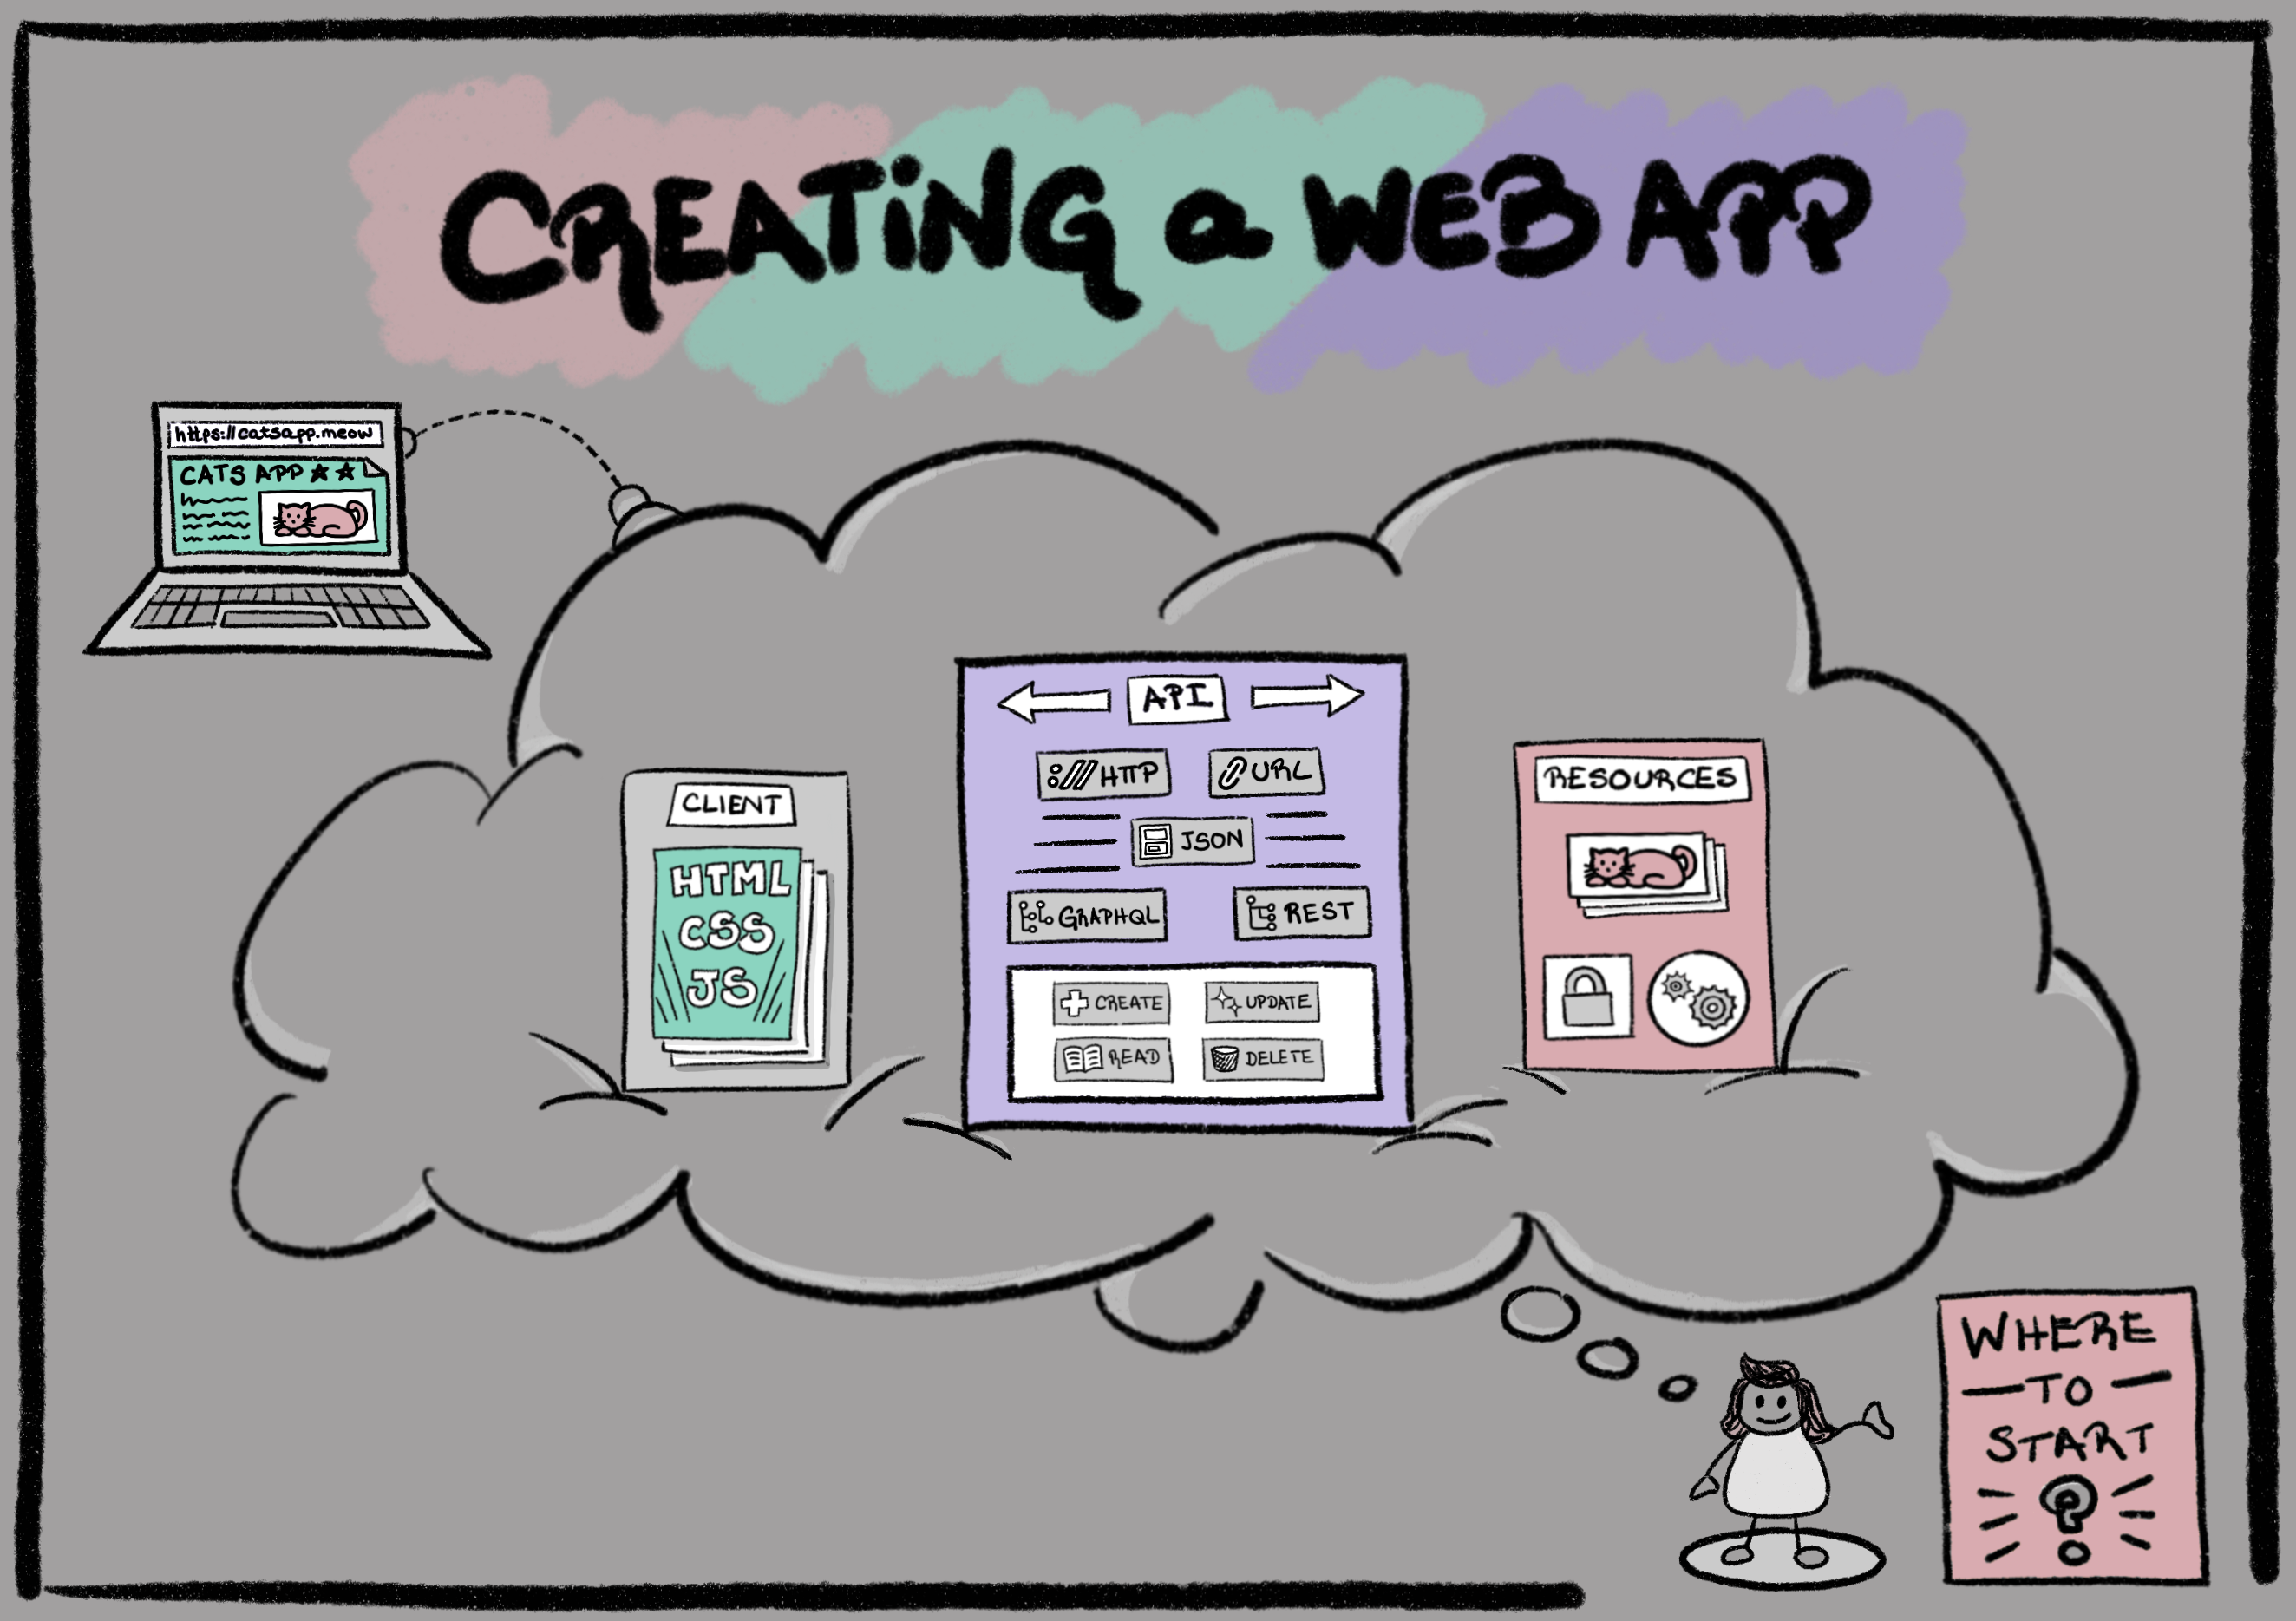 CREATiNG a WEB APP
https://catsapp.meow
CATS APP ★★
CLIENT
HTML
CSS
JS
API
HTTP
URL
JSON
GRAPHQL
REST
CREATE
UPDATE
READ
DELETE
RESOURCES
WHERE
TO
START
?